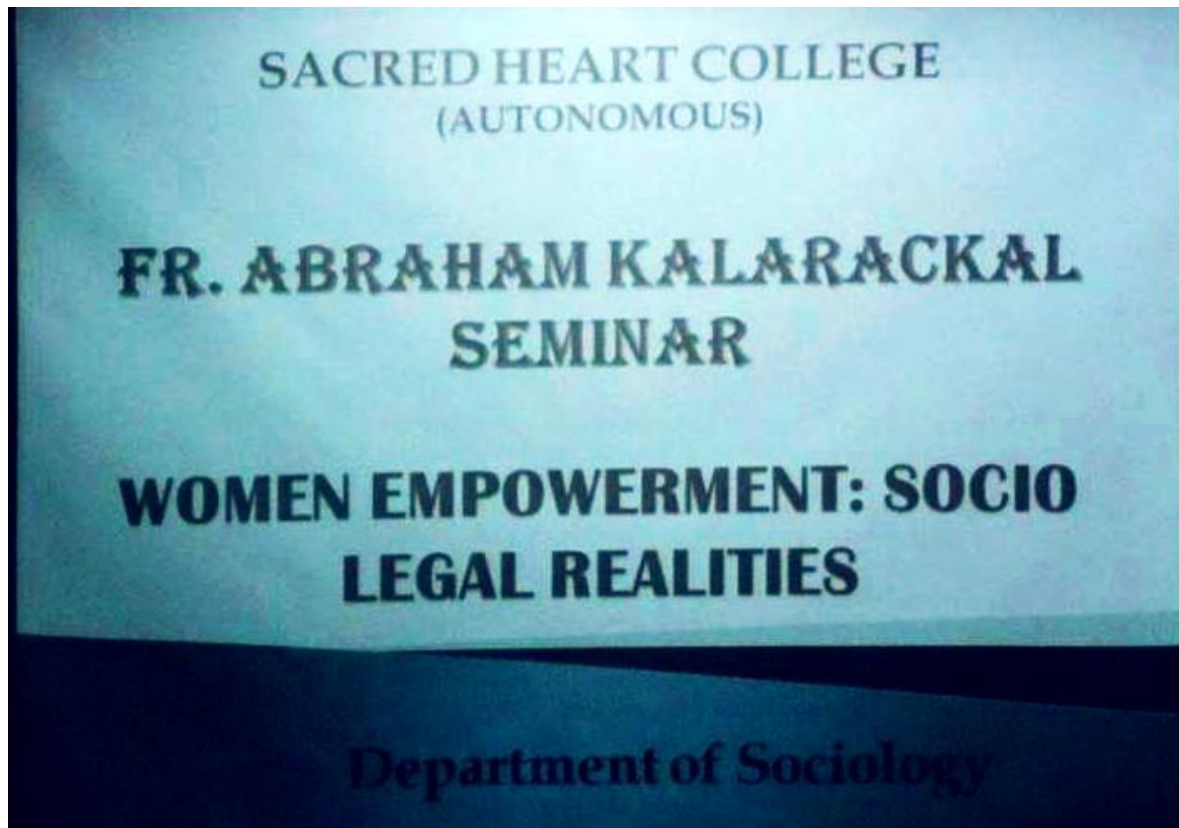 SACRED HEART COLLEGE
(AUTONOMOUS)
FR. ABRAHAM KALARACKAL
SEMINAR
WOMEN EMPOWERMENT: SOCIO
LEGAL REALITIES
Department of Sociology